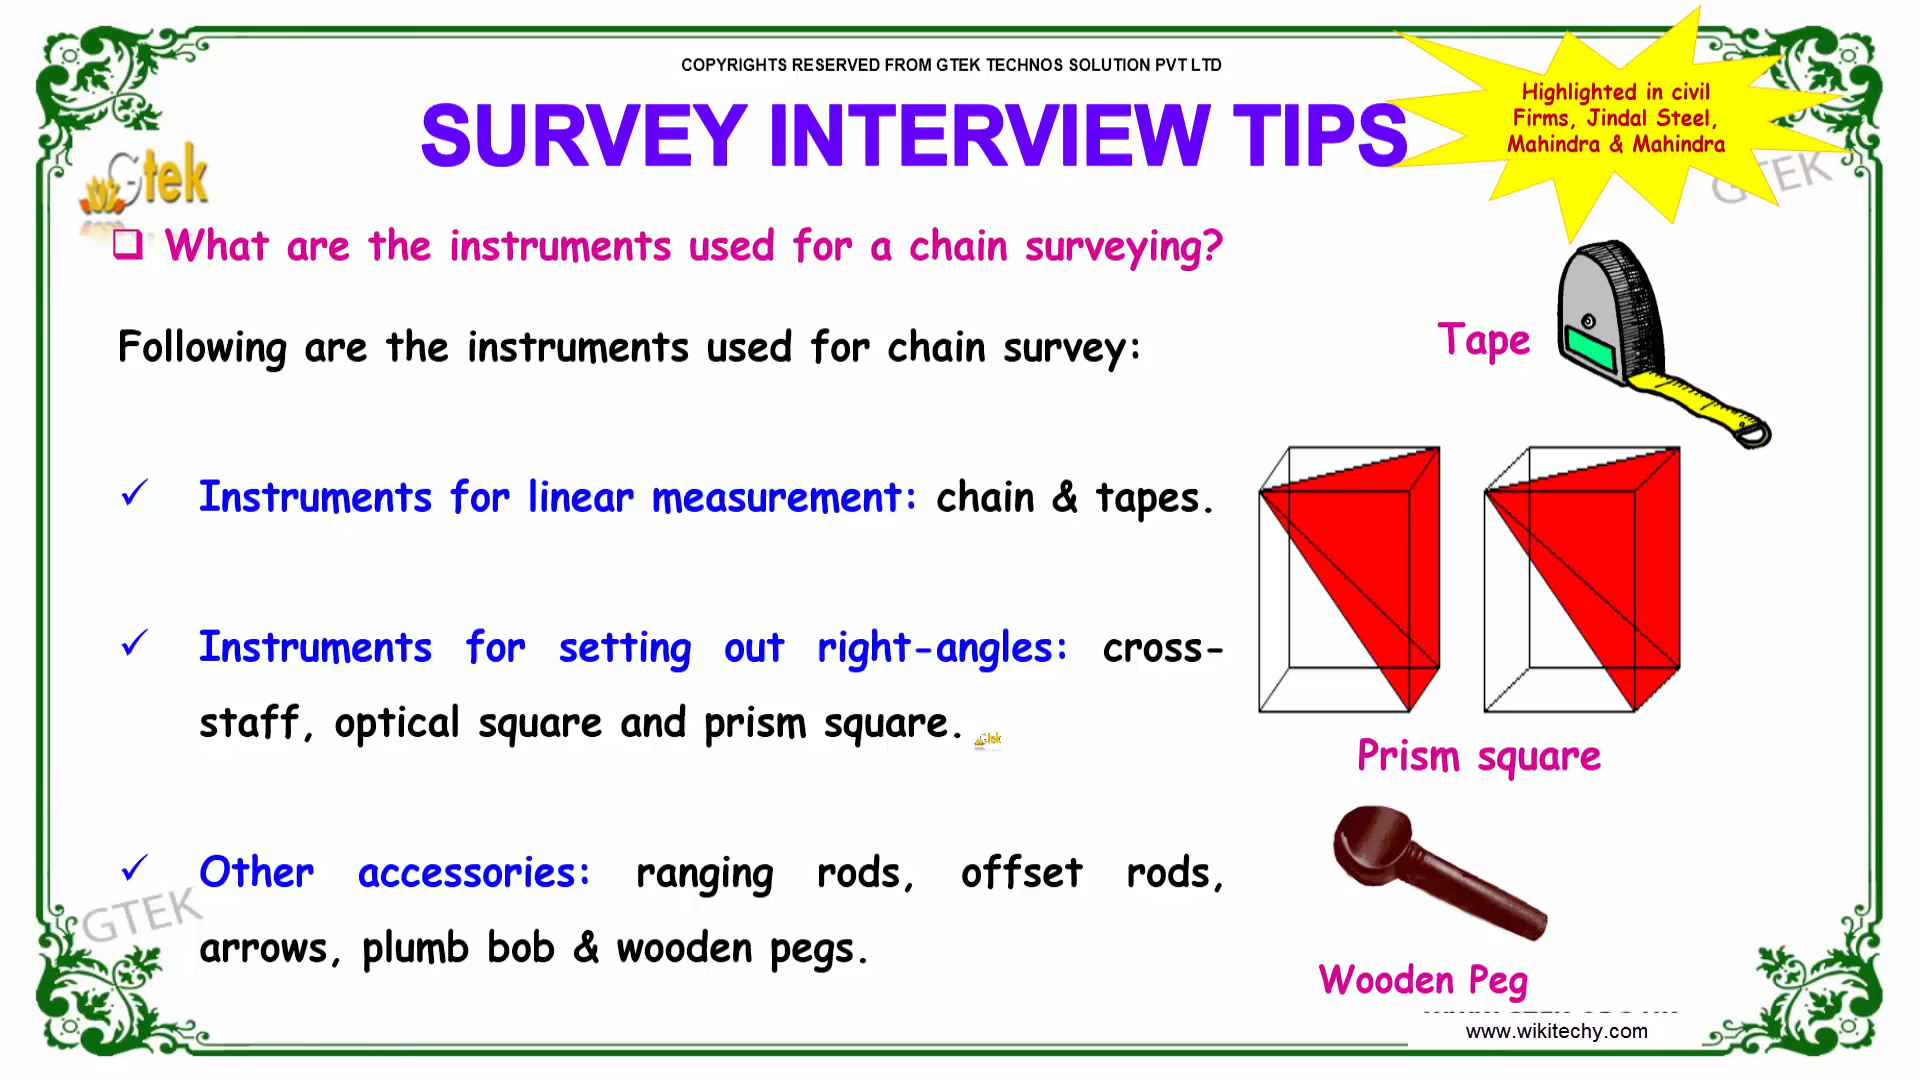 COPYRIGHTS RESERVED FROM GTEK TECHNOS SOLUTION PVT LTD
SURVEY INTERVIEW TIPS
Highlighted in civil
Firms, Jindal Steel,
Mahindra & Mahindra
Gtek
GTEK
What are the instruments used for a chain surveying?
Following are the instruments used for chain survey:
Tape
Instruments for linear measurement: chain & tapes.
Instruments for setting out right-angles: cross-
staff, optical square and prism square.
Gtek
Prism square
Other accessories: ranging rods, offset rods,
arrows, plumb bob & wooden pegs.
GTEK
Wooden Peg
www.wikitechy.com